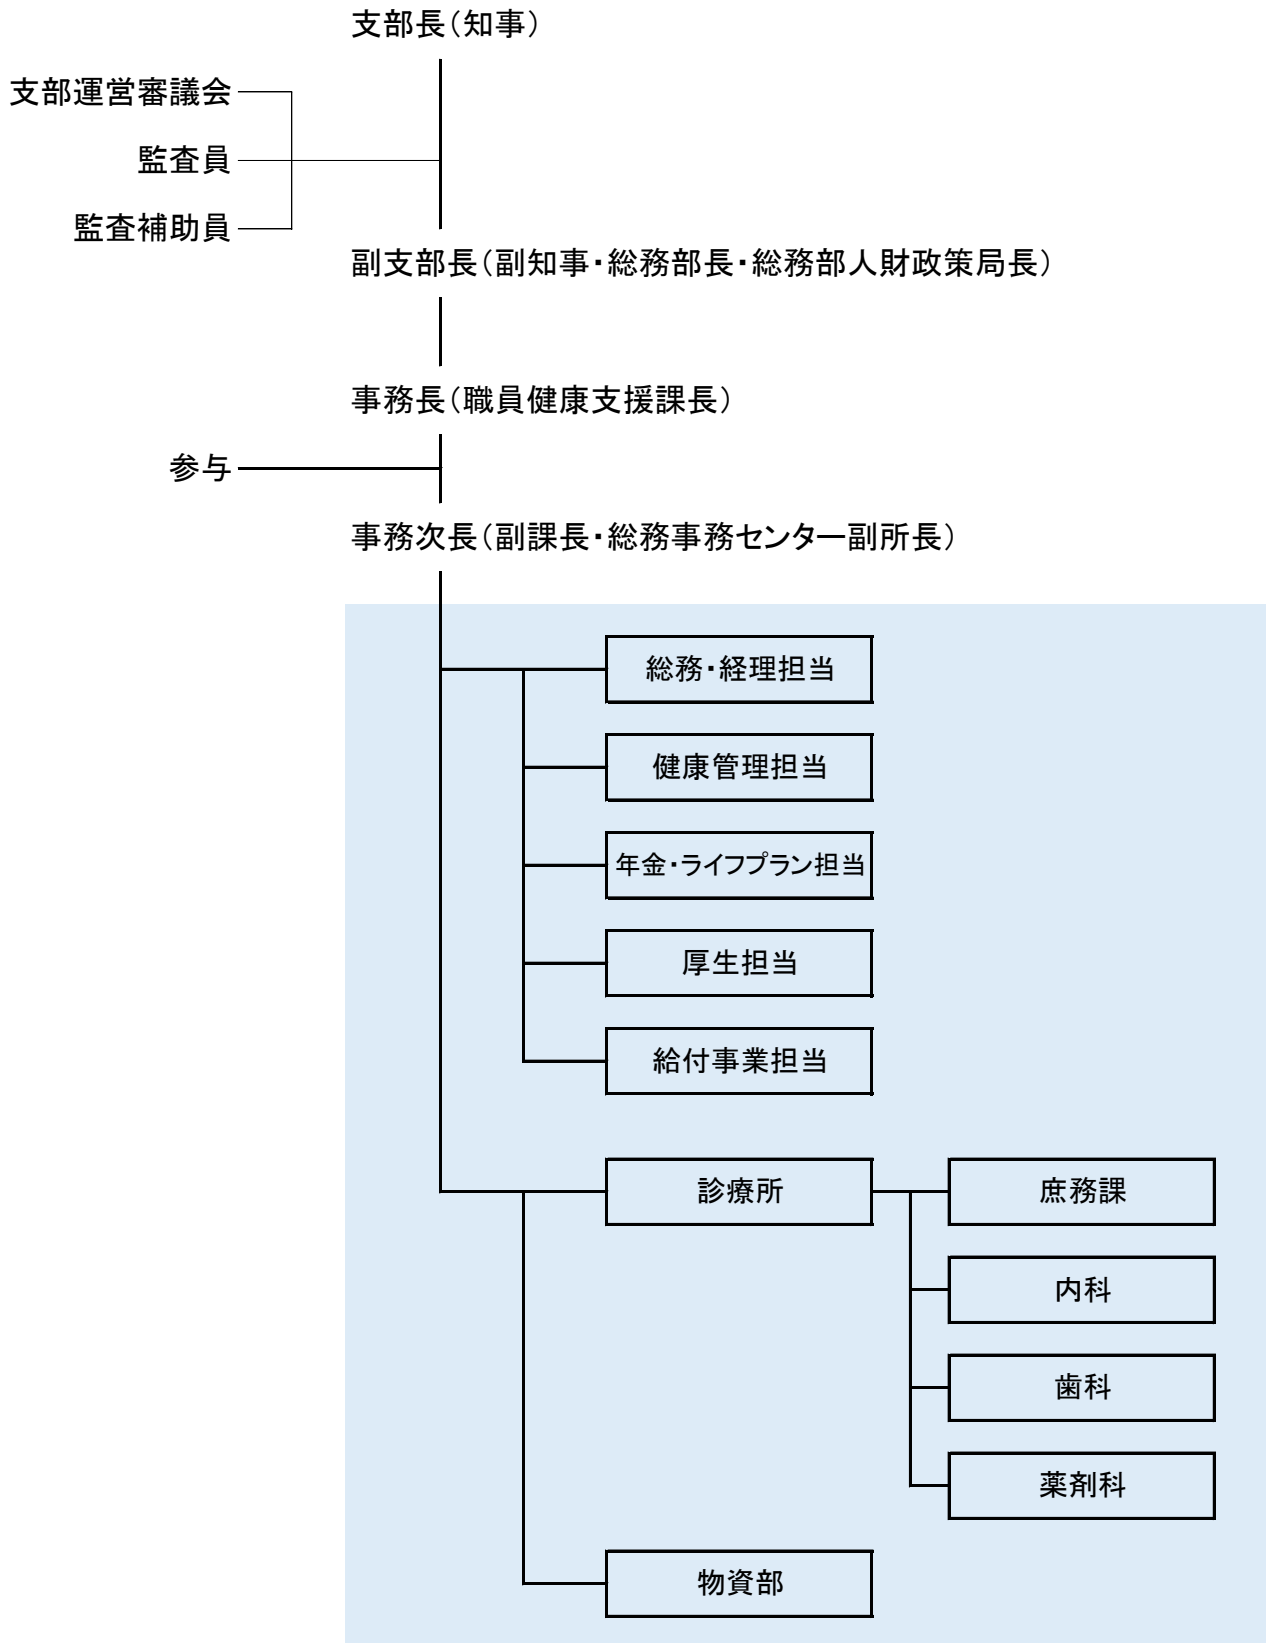 支部長（知事）
支部運営審議会
監査員
監査補助員
副支部長（副知事・総務部長・総務部人財政策局長）
事務長（職員健康支援課長）
参与
事務次長（副課長・総務事務センター副所長）
総務・経理担当
健康管理担当
年金・ライフプラン担当
厚生担当
給付事業担当
診療所
庶務課
内科
歯科
薬剤科
物資部